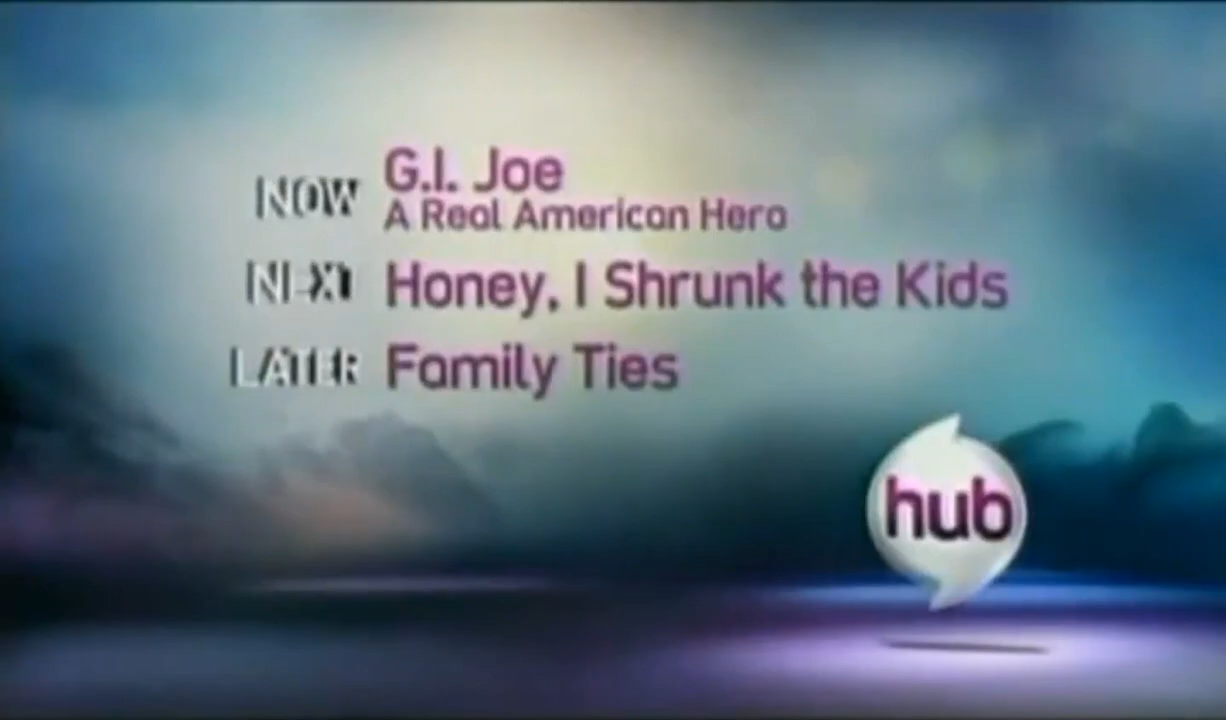 NOW G.I. Joe
A Real American Hero
NEXT Honey, I Shrunk the Kids
LATER Family Ties
hub